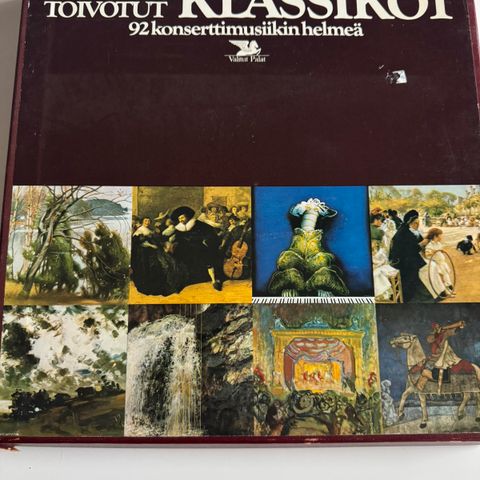 TOIVOTUT KLASSIKOT
92 konserttimusiikin helmeä
Valitut Palat